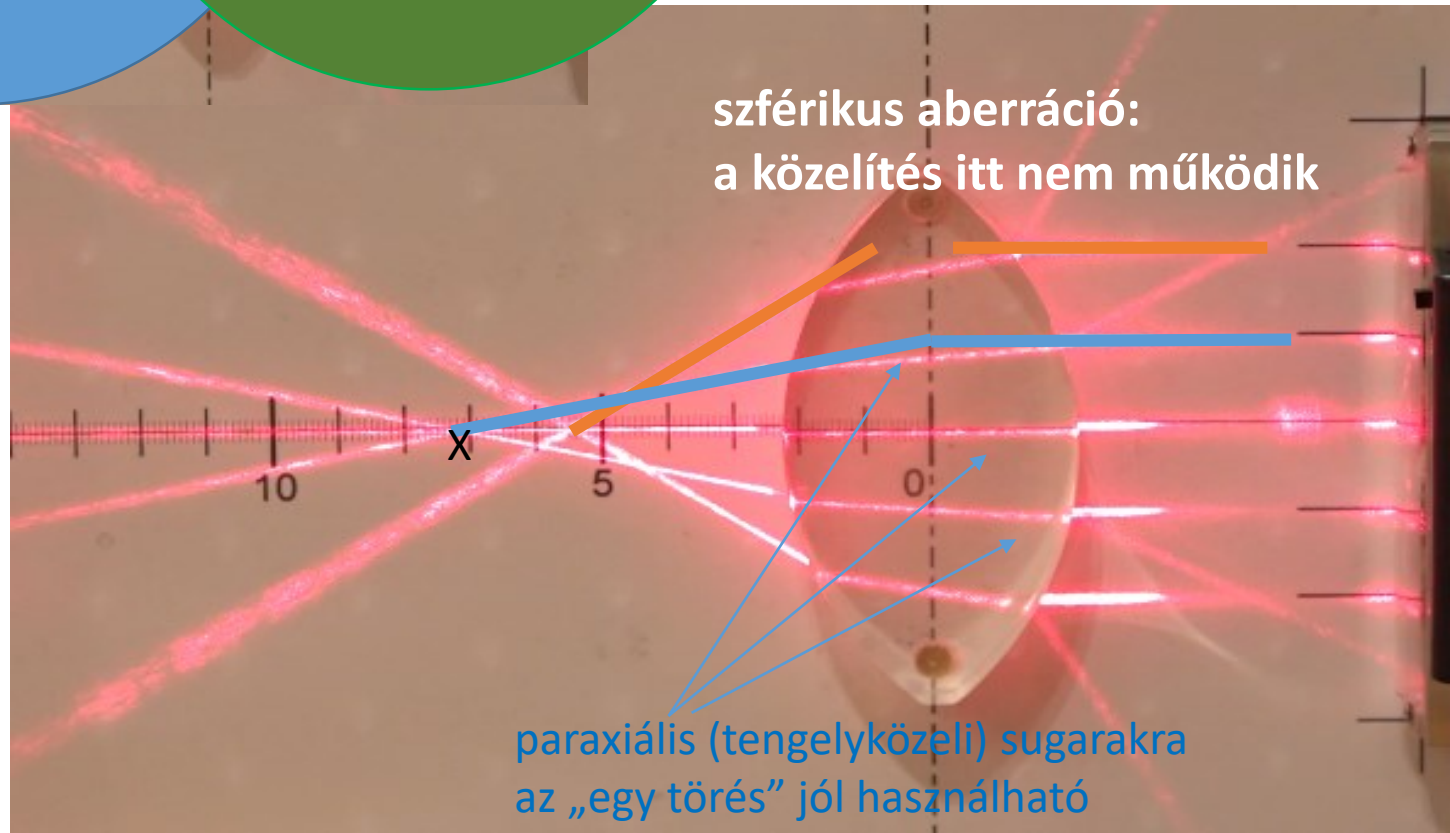 szférikus aberráció:
a közelítés itt nem működik
X
10
5
0
paraxiális (tengelyközeli) sugarakra
az „egy törés” jól használható